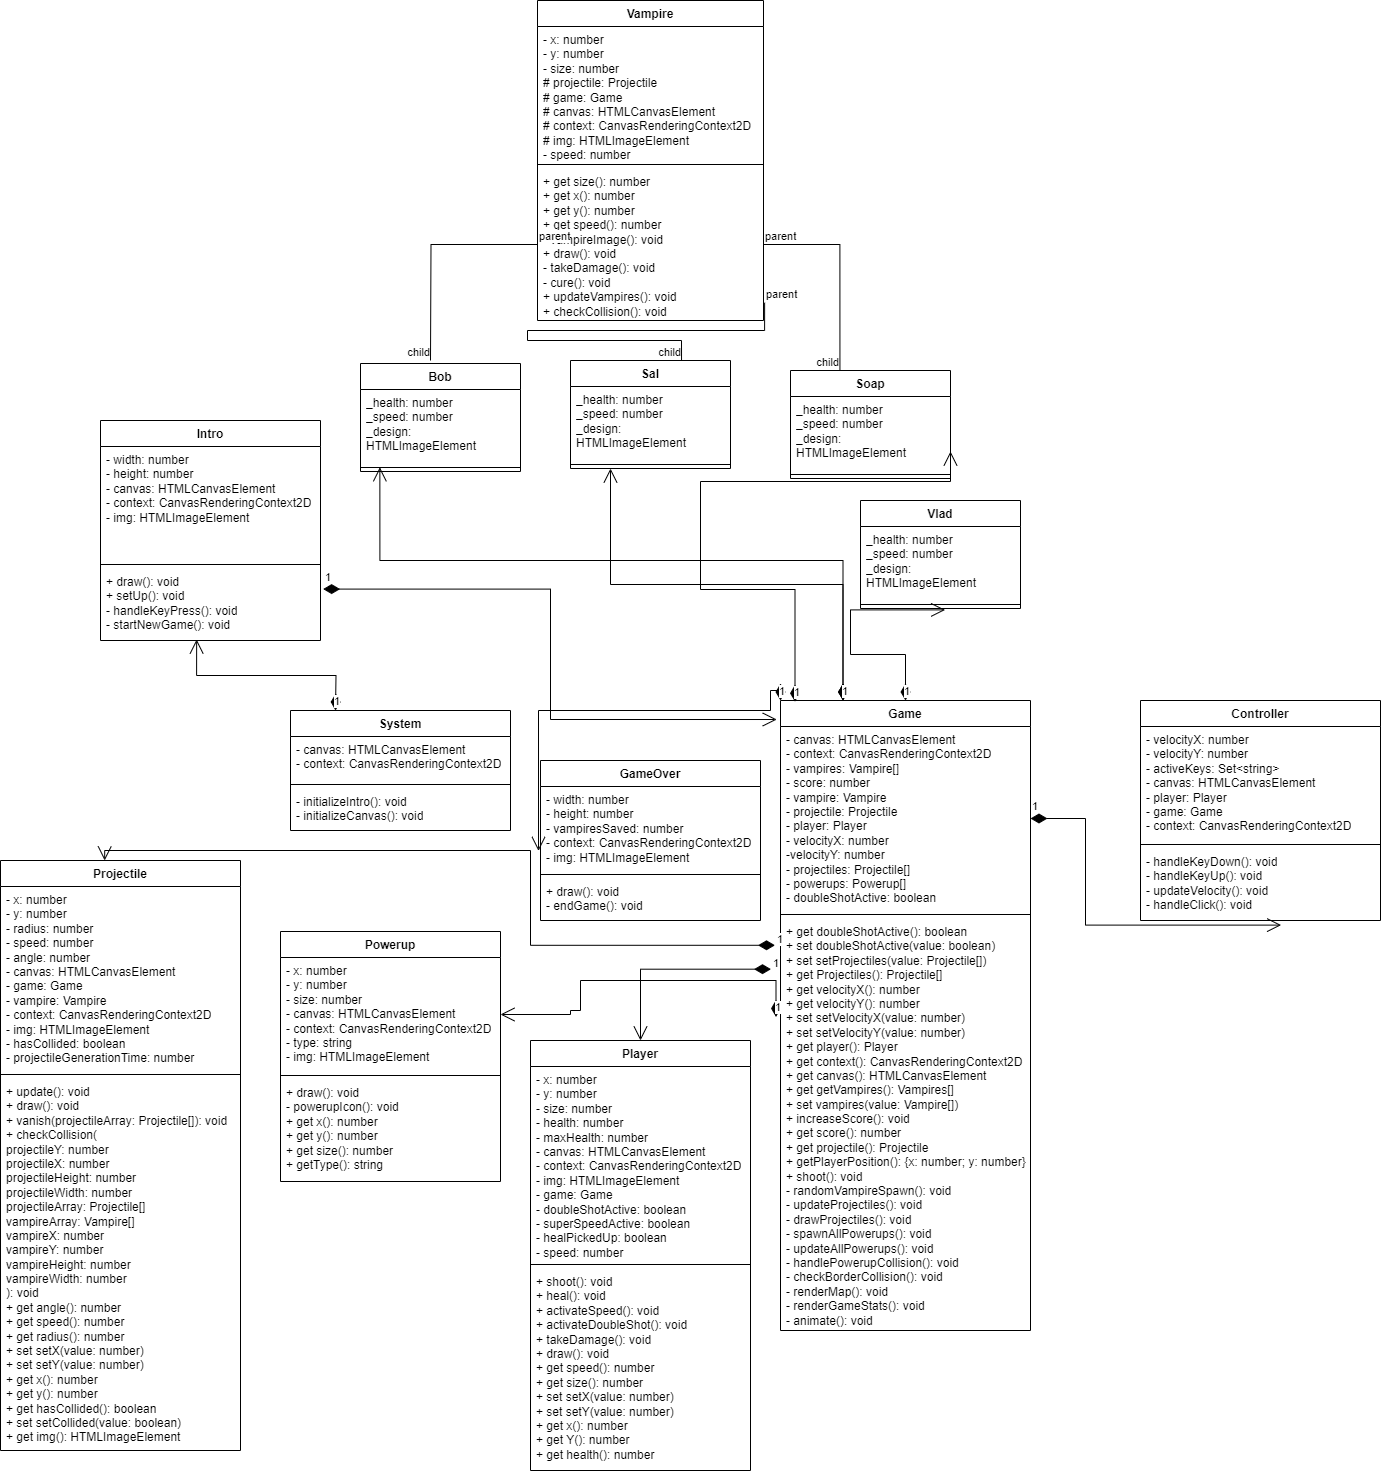 Vampire
- x: number
- y: number
- size: number
# projectile: Projectile
# game: Game
# canvas: HTMLCanvasElement
# context: CanvasRenderingContext2D
# img: HTMLImageElement
- speed: number
+ get size(): number
+ get x(): number
+ get y(): number
+ get speed(): number
parent
parent
void
+ draw(): void
- takeDamage(): void
- cure(): void
+ updateVampires(): void
+ checkCollision(): void
parent
child
child
child
Bob
_health: number
_speed: number
_design:
HTMLImageElement
Sal
_health: number
_speed: number
_design:
HTMLImageElement
Soap
_health: number
_speed: number
_design:
HTMLImageElement
Intro
- width: number
- height: number
- canvas: HTMLCanvasElement
- context: CanvasRenderingContext2D
- img: HTMLImageElement
+ draw(): void
+ setUp(): void
- handleKeyPress(): void
- startNewGame(): void
1
Vlad
_health: number
_speed: number
_design:
HTMLImageElement
1
System
- canvas: HTMLCanvasElement
- context: CanvasRenderingContext2D
- initializeIntro(): void
- initializeCanvas(): void
GameOver
- width: number
- height: number
- vampiresSaved: number
- context: CanvasRenderingContext2D
- img: HTMLImageElement
+ draw(): void
- endGame(): void
1
1
1
1
Game
- canvas: HTMLCanvasElement
- context: CanvasRenderingContext2D
- vampires: Vampire[]
- score: number
- vampire: Vampire
- projectile: Projectile
- player: Player
- velocityX: number
-velocityY: number
- projectiles: Projectile[]
- powerups: Powerup[]
- doubleShotActive: boolean
+ get doubleShotActive(): boolean
+ set doubleShotActive(value: boolean)
+ set setProjectiles(value: Projectile[])
+ get Projectiles(): Projectile[]
+ get velocityX(): number
+ get velocityY(): number
+ set setVelocityX(value: number)
+ set setVelocityY(value: number)
+ get player(): Player
+ get context(): CanvasRenderingContext2D
+ get canvas(): HTMLCanvasElement
+ get getVampires(): Vampires[]
+ set vampires(value: Vampire[])
+ increaseScore(): void
+ get score(): number
+ get projectile(): Projectile
+ getPlayerPosition(): {x: number; y: number}
+ shoot(): void
- randomVampireSpawn(): void
- updateProjectiles(): void
- drawProjectiles(): void
- spawnAllPowerups(): void
- updateAllPowerups(): void
- handlePowerupCollision(): void
- checkBorderCollision(): void
- renderMap(): void
- renderGameStats(): void
- animate(): void
1
1
1
1
Controller
- velocityX: number
- velocityY: number
- activeKeys: Set<string>
- canvas: HTMLCanvasElement
- player: Player
- game: Game
- context: CanvasRenderingContext2D
- handleKeyDown(): void
- handleKeyUp(): void
- updateVelocity(): void
- handleClick(): void
Projectile
- x: number
- y: number
- radius: number
- speed: number
- angle: number
- canvas: HTMLCanvasElement
- game: Game
- vampire: Vampire
- context: CanvasRenderingContext2D
- img: HTMLImageElement
- hasCollided: boolean
- projectileGenerationTime: number
+ update(): void
+ draw(): void
+ vanish(projectileArray: Projectile[]): void
+ checkCollision(
projectileY: number
projectileX: number
projectileHeight: number
projectileWidth: number
projectileArray: Projectile[]
vampireArray: Vampire[]
vampireX: number
vampireY: number
vampireHeight: number
vampireWidth: number
): void
+ get angle(): number
+ get speed(): number
+ get radius(): number
+ set setX(value: number)
+ set setY(value: number)
+ get x(): number
+ get y(): number
+ get hasCollided(): boolean
+ set setCollided(value: boolean)
+ get img(): HTMLImageElement
Powerup
- x: number
- y: number
- size: number
- canvas: HTMLCanvasElement
- context: CanvasRenderingContext2D
- type: string
- img: HTMLImageElement
+ draw(): void
- powerupIcon(): void
+ get x(): number
+ get y(): number
+ get size(): number
+ getType(): string
Player
- x: number
- y: number
- size: number
- health: number
- maxHealth: number
- canvas: HTMLCanvasElement
- context: CanvasRenderingContext2D
- img: HTMLImageElement
- game: Game
- doubleShotActive: boolean
- superSpeedActive: boolean
- healPickedUp: boolean
- speed: number
+ shoot(): void
+ heal(): void
+ activateSpeed(): void
+ activateDoubleShot(): void
+ takeDamage(): void
+ draw(): void
+ get speed(): number
+ get size(): number
+ set setX(value: number)
+ set setY(value: number)
+ get x(): number
+ get Y(): number
+ get health(): number